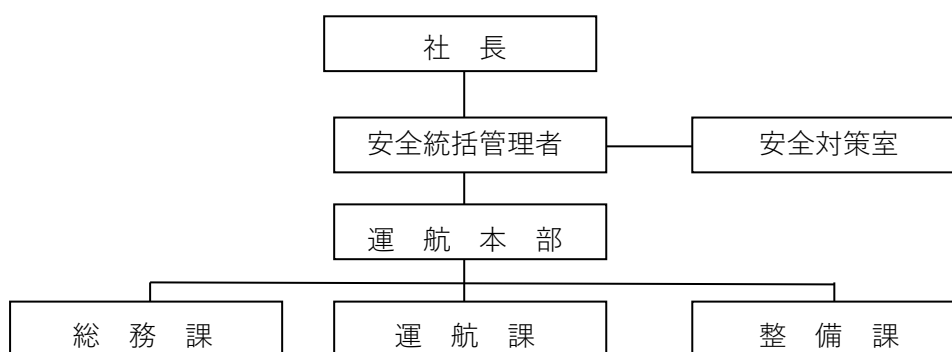 社　長
安全統括管理者
安全対策室
運　航　本　部
総　務　課
運　航　課
整　備　課